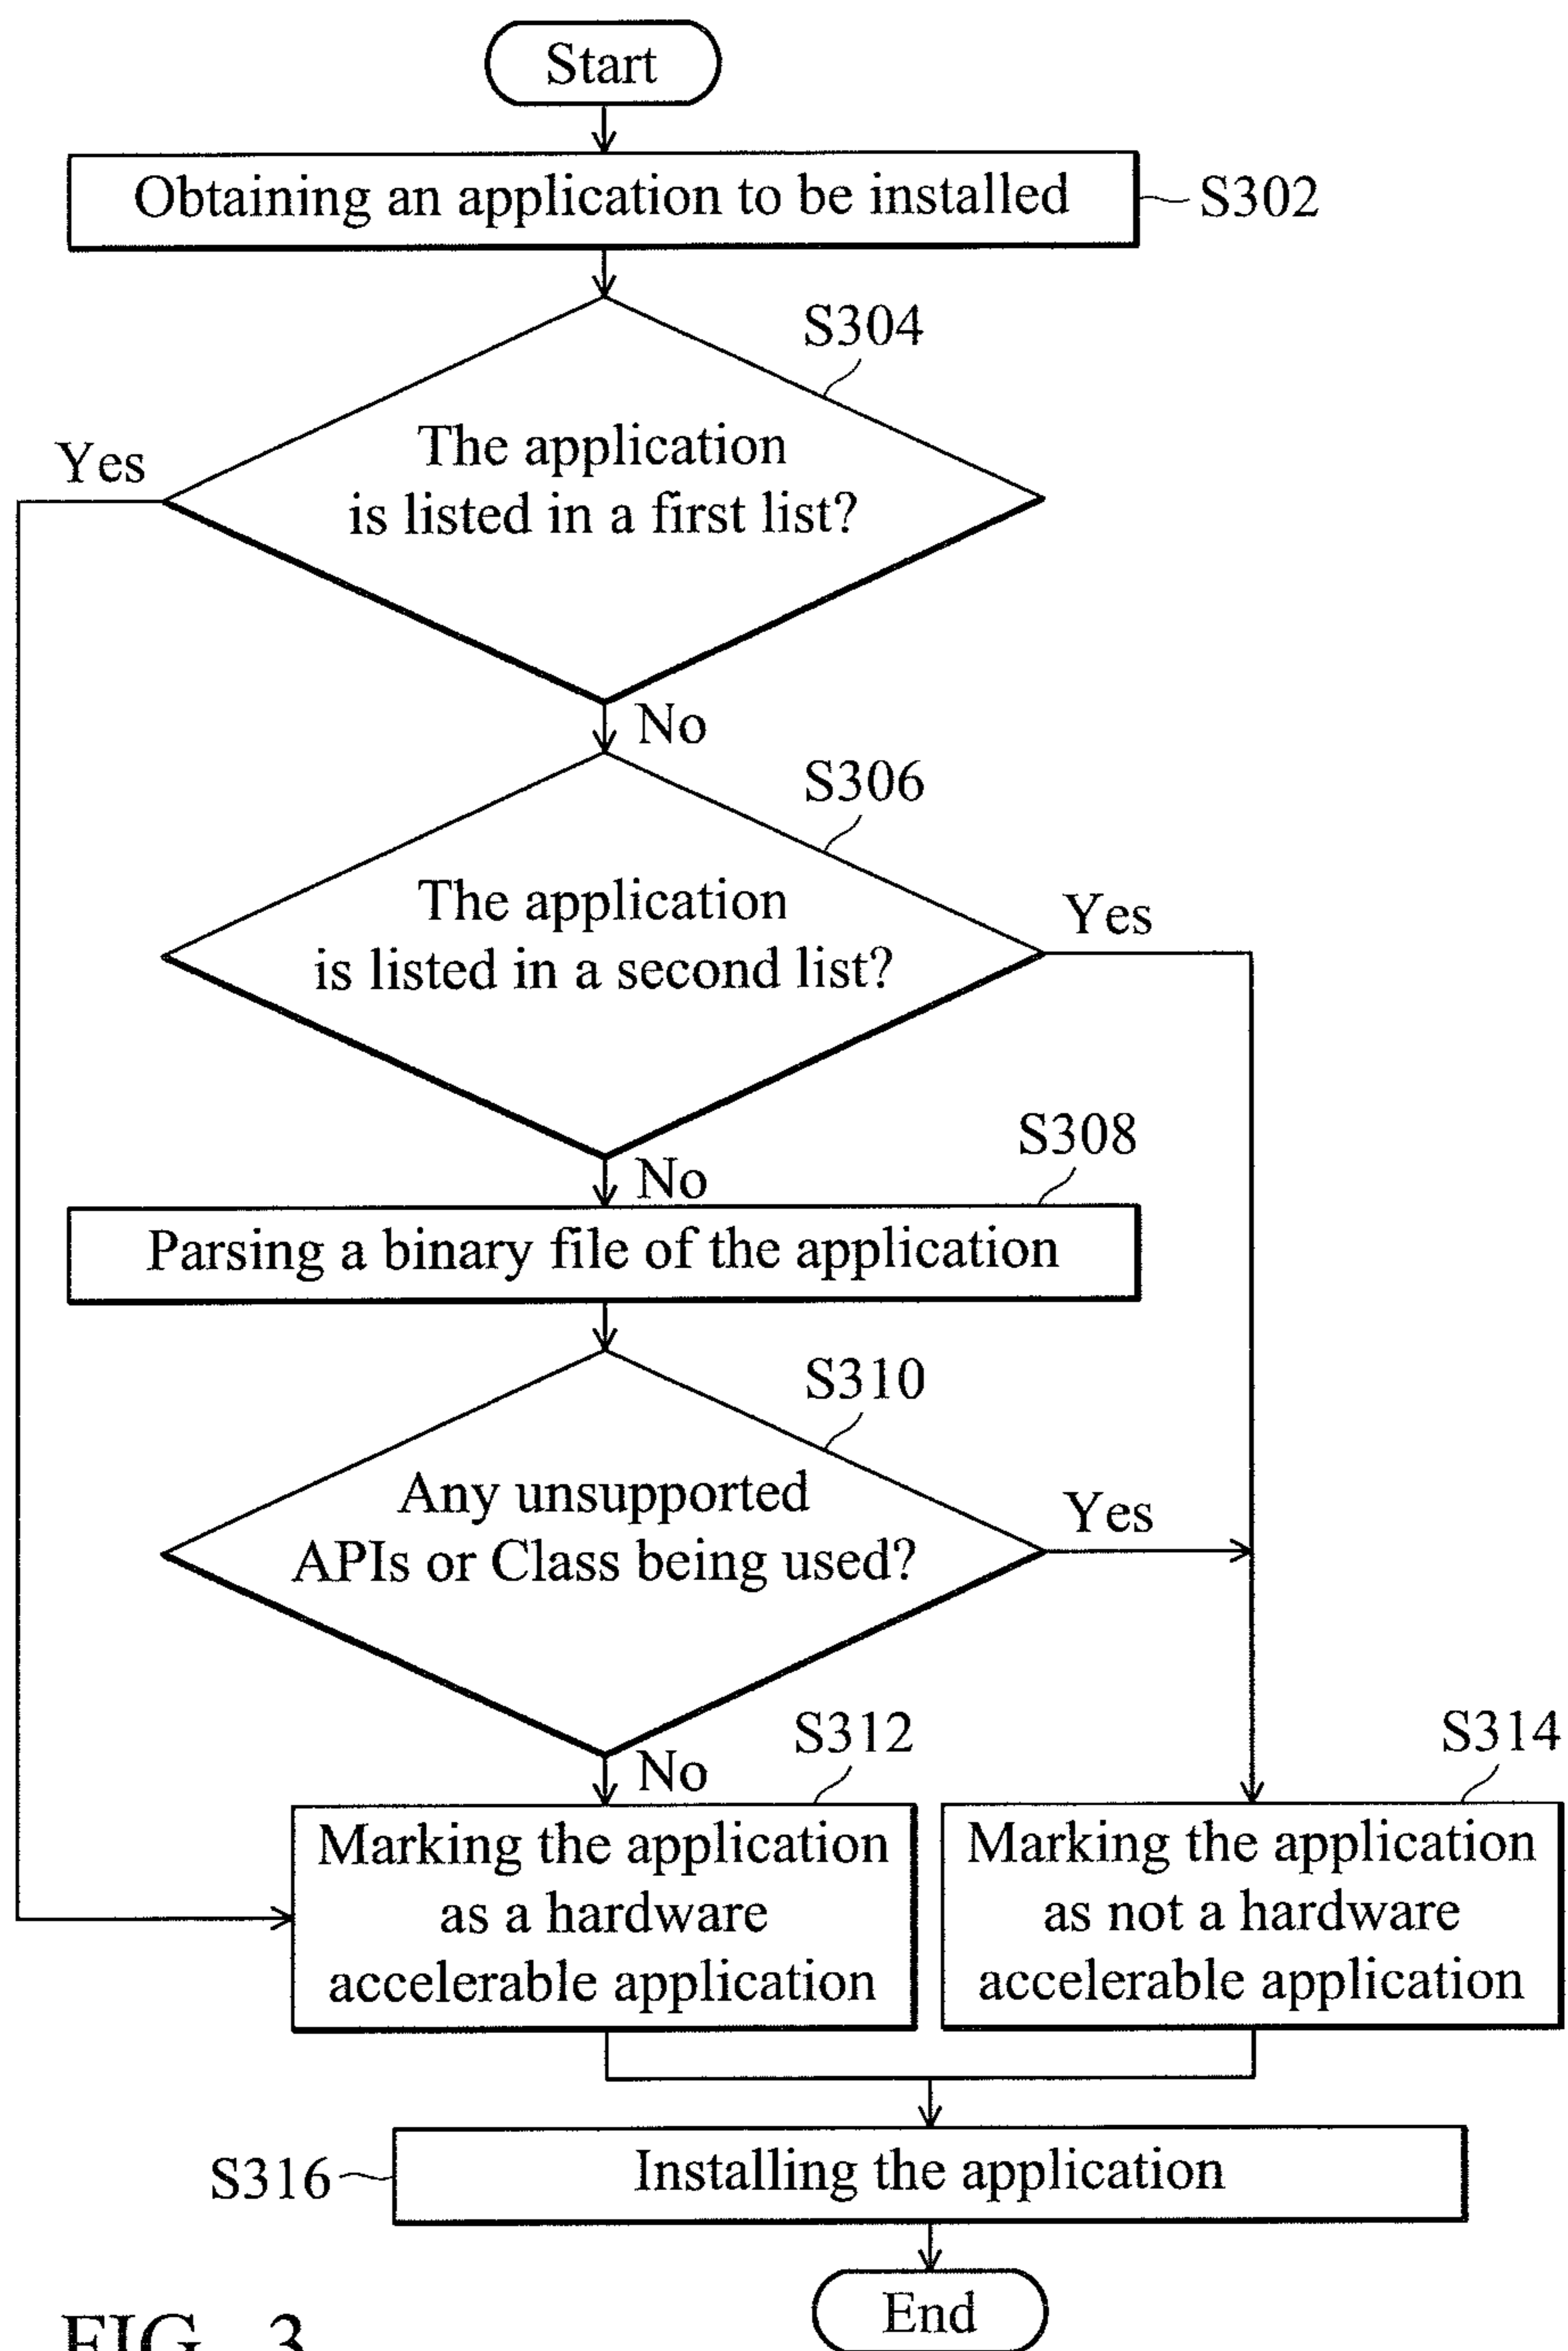 Start
Obtaining an application to be installed
S302
S304
The application
is listed in a first list?
Yes
No
S306
The application
is listed in a second list?
Yes
No
S308
Parsing a binary file of the application
S310
Any unsupported
APIs or Class being used?
Yes
No
S312
Marking the application
as a hardware
accelerable application
S314
Marking the application
as not a hardware
accelerable application
S316
Installing the application
End
FIG. 3